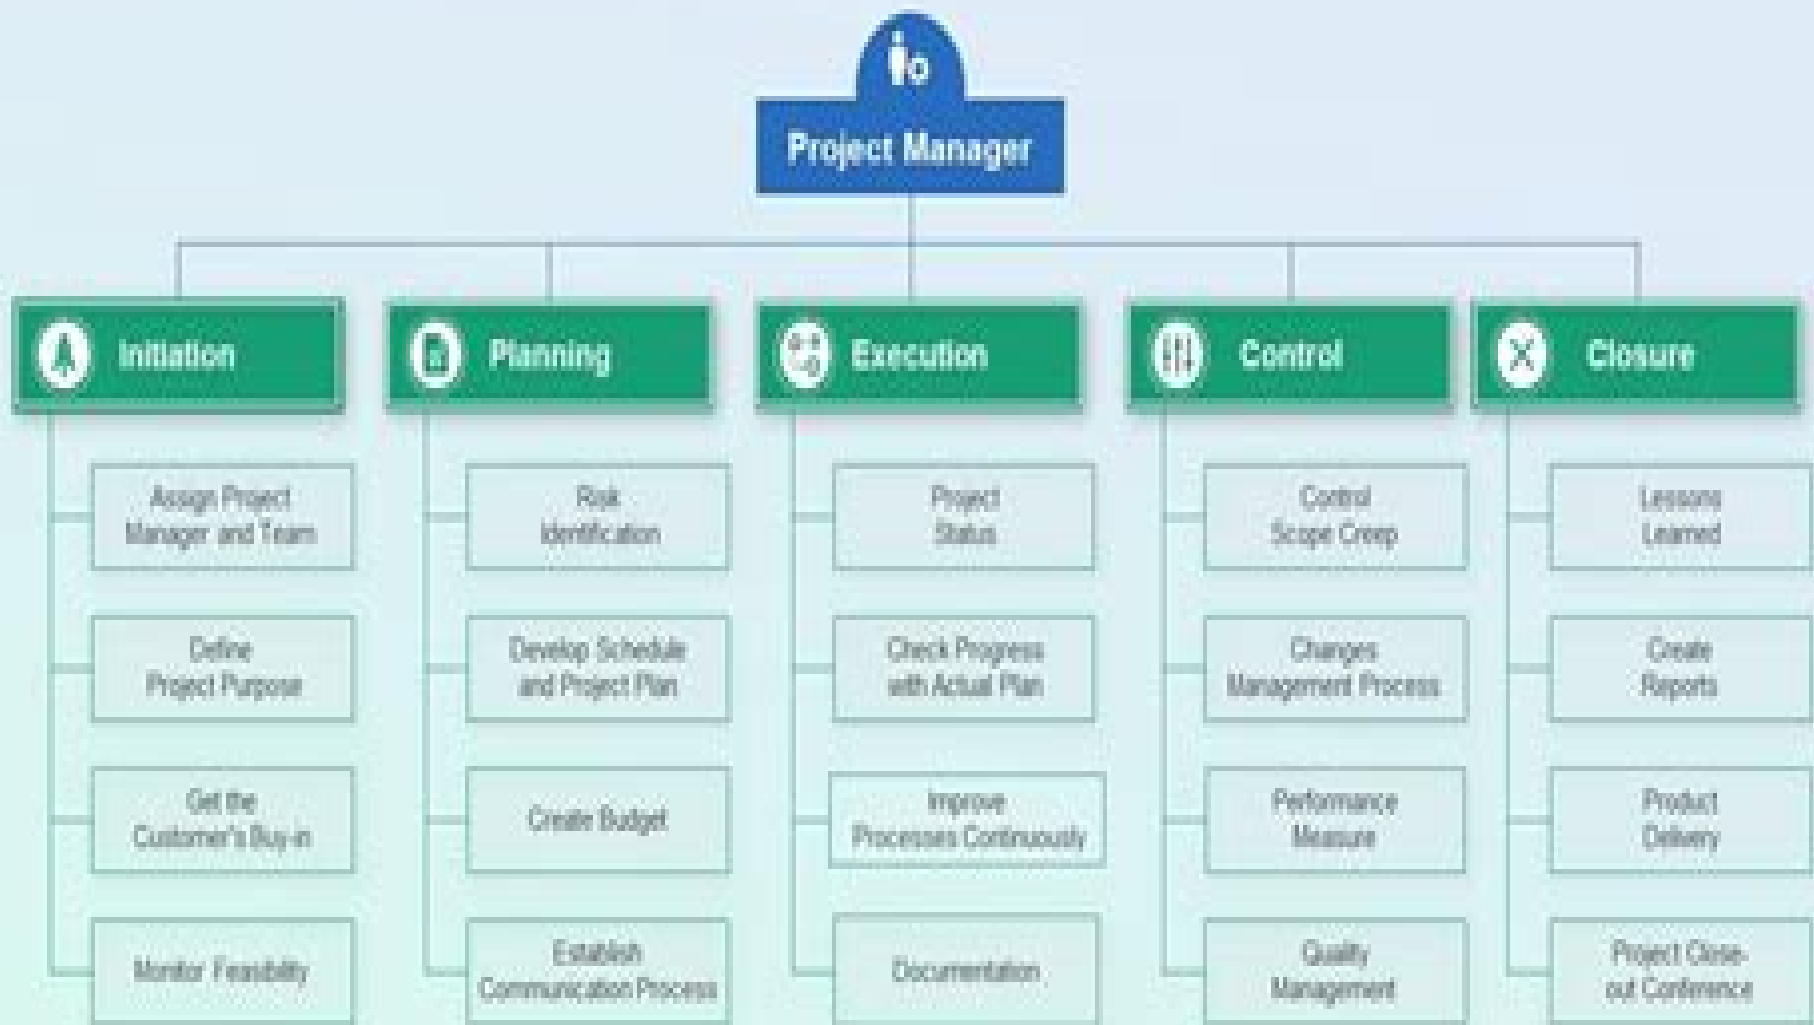 Project Manager
Initiation
Planning
Execution
Control
Closure
Assign Project
Manager and Team
Define
Project Purpose
Get the
Customer's Buy-in
Monitor Feasibility
Risk
Identification
Develop Schedule
and Project Plan
Create Budget
Establish
Communication Process
Project
Status
Check Progress
with Actual Plan
Improve
Processes Continuously
Documentation
Control
Scope Creep
Changes
Management Process
Performance
Measure
Quality
Management
Lessons
Learned
Create
Reports
Product
Delivery
Project Close-
out Conference